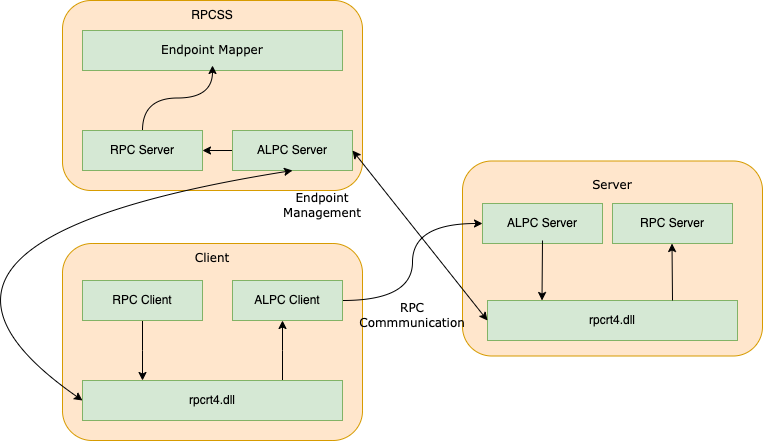 RPCSS
Endpoint Mapper
RPC Server
ALPC Server
Endpoint
Management
Server
ALPC Server
RPC Server
rpcrt4.dll
Client
RPC Client
ALPC Client
RPC
Commmunication
rpcrt4.dll